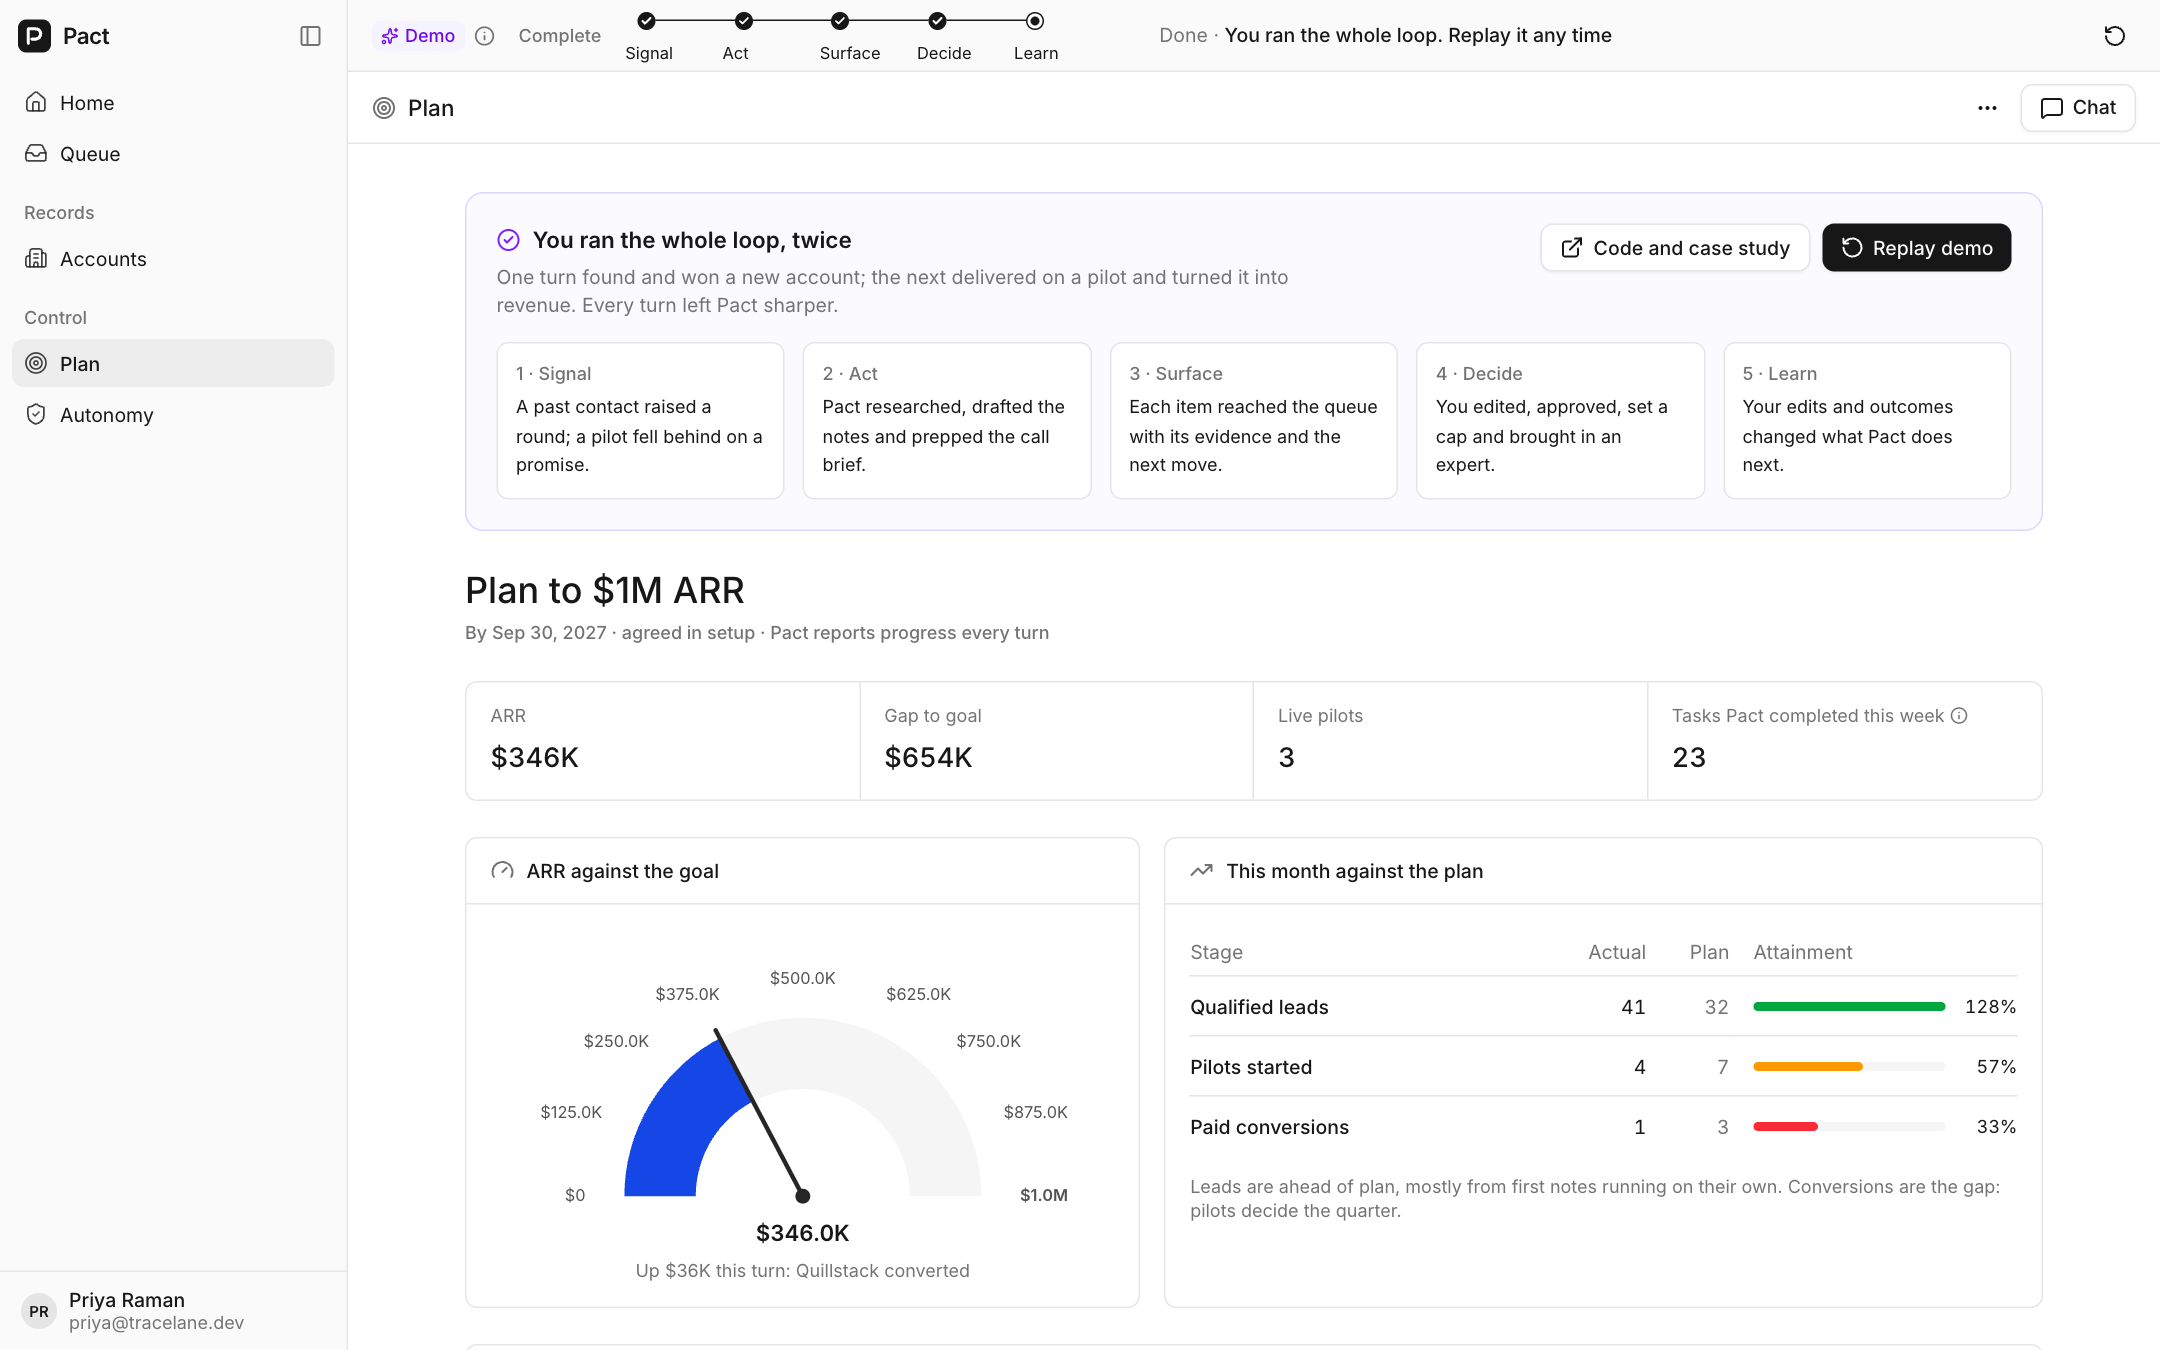 Pact
Home
Queue
Records
Accounts
Control
Plan
Autonomy
PR
Priya Raman
priya@tracelane.dev
Demo
Complete
Signal
Act
Surface
Decide
Learn
Done · You ran the whole loop. Replay it any time
Plan
Chat
You ran the whole loop, twice
One turn found and won a new account; the next delivered on a pilot and turned it into
revenue. Every turn left Pact sharper.
Code and case study
Replay demo
1 · Signal
A past contact raised a
round; a pilot fell behind on a
promise.
2 · Act
Pact researched, drafted the
notes and prepped the call
brief.
3 · Surface
Each item reached the queue
with its evidence and the
next move.
4 · Decide
You edited, approved, set a
cap and brought in an
expert.
5 · Learn
Your edits and outcomes
changed what Pact does
next.
Plan to $1M ARR
By Sep 30, 2027 · agreed in setup · Pact reports progress every turn
ARR
$346K
Gap to goal
$654K
Live pilots
3
Tasks Pact completed this week
23
ARR against the goal
$0
$125.0K
$250.0K
$375.0K
$500.0K
$625.0K
$750.0K
$875.0K
$1.0M
$346.0K
Up $36K this turn: Quillstack converted
This month against the plan
Stage Actual Plan Attainment
Qualified leads 41 32 128%
Pilots started 4 7 57%
Paid conversions 1 3 33%
Leads are ahead of plan, mostly from first notes running on their own. Conversions are the gap:
pilots decide the quarter.